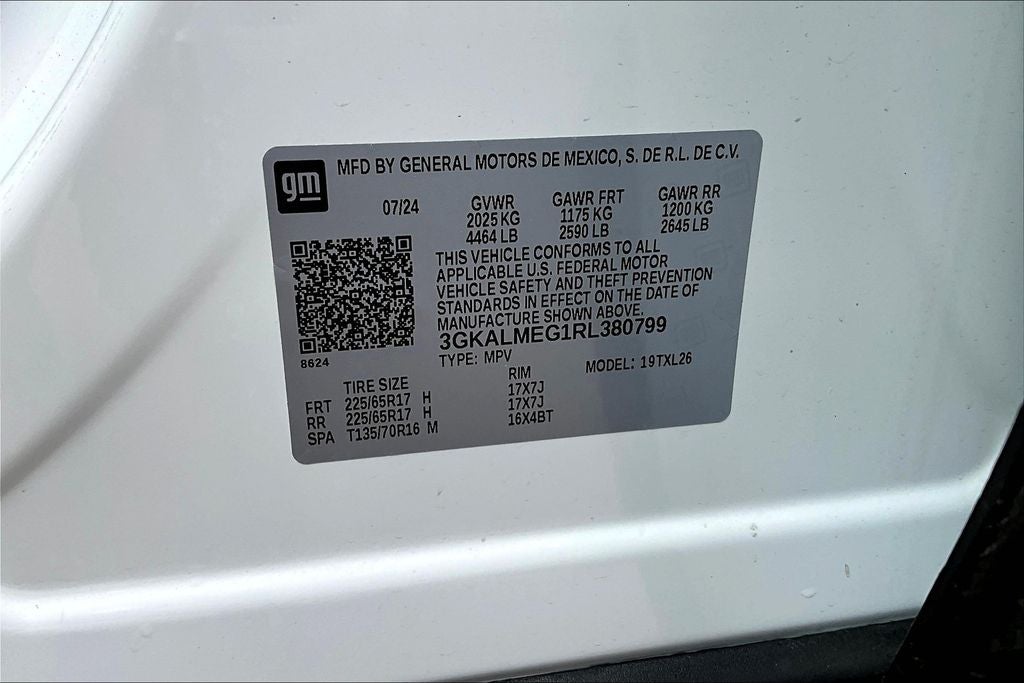 gm
MFD BY GENERAL MOTORS DE MEXICO, S. DE R.L. DE C.V.
07/24 GVWR GAWR FRT GAWR RR
2025 KG 1175 KG 1200 KG
4464 LB 2590 LB 2645 LB
THIS VEHICLE CONFORMS TO ALL
APPLICABLE U.S. FEDERAL MOTOR
VEHICLE SAFETY AND THEFT PREVENTION
STANDARDS IN EFFECT ON THE DATE OF
MANUFACTURE SHOWN ABOVE.
3GKALMEG1RL380799
8624
TYPE: MPV MODEL: 19TXL26
TIRE SIZE RIM
FRT 225/65R17 H 17X7J
RR 225/65R17 H 17X7J
SPA T135/70R16 M 16X4BT